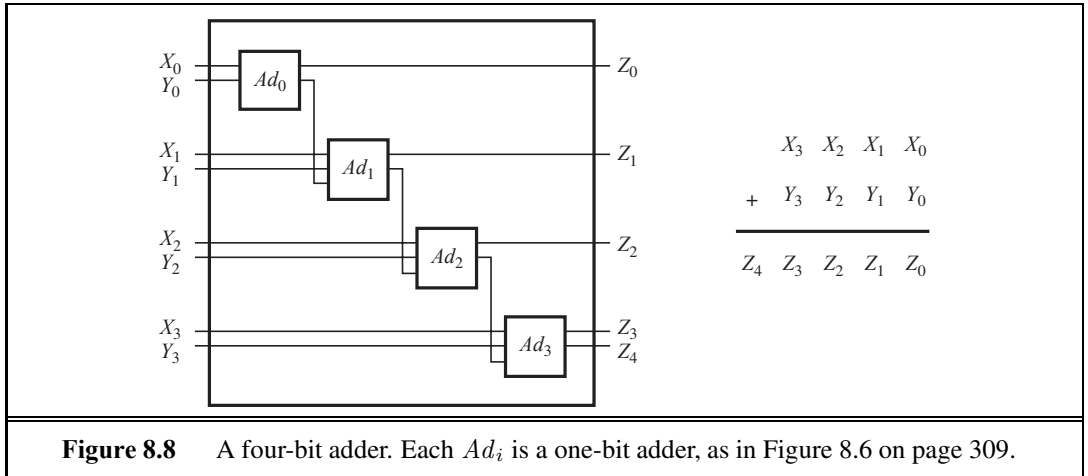 X0
Y0
Ad0
Z0
X1
Y1
Ad1
Z1
X2
Y2
Ad2
Z2
X3
Y3
Ad3
Z3
Z4
X3 X2 X1 X0
+ Y3 Y2 Y1 Y0
Z4 Z3 Z2 Z1 Z0
Figure 8.8 A four-bit adder. Each Adi is a one-bit adder, as in Figure 8.6 on page 309.